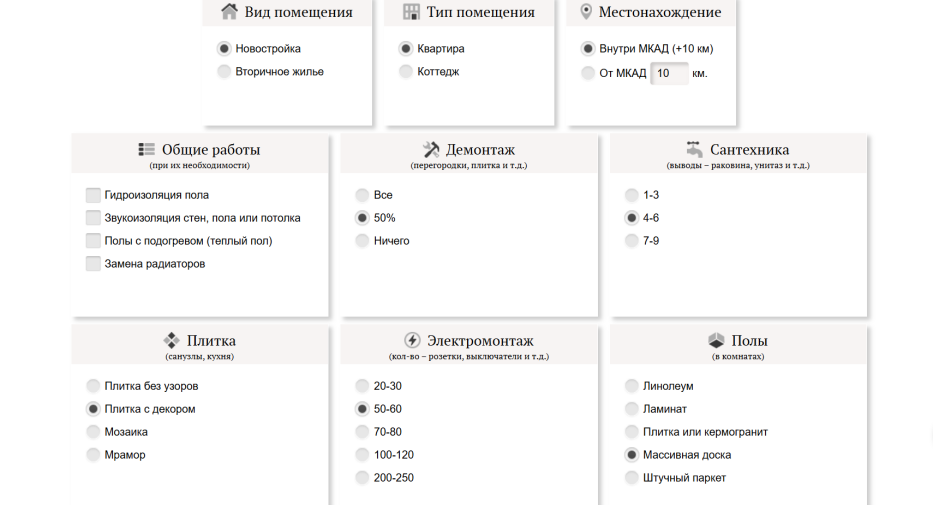 Вид помещения
Новостройка
Вторичное жилье
Тип помещения
Квартира
Коттедж
Местонахождение
Внутри МКАД (+10 км)
От МКАД 10 км.
Общие работы
(при их необходимости)
Гидроизоляция пола
Звукоизоляция стен, пола или потолка
Полы с подогревом (теплый пол)
Замена радиаторов
Демонтаж
(перегородки, плитка и т.д.)
Все
50%
Ничего
Сантехника
(выводы – раковина, унитаз и т.д.)
1-3
4-6
7-9
Плитка
(санузлы, кухня)
Плитка без узоров
Плитка с декором
Мозаика
Мрамор
Электромонтаж
(кол-во – розетки, выключатели и т.д.)
20-30
50-60
70-80
100-120
200-250
Полы
(в комнатах)
Линолеум
Ламинат
Плитка или кермогранит
Массивная доска
Штучный паркет